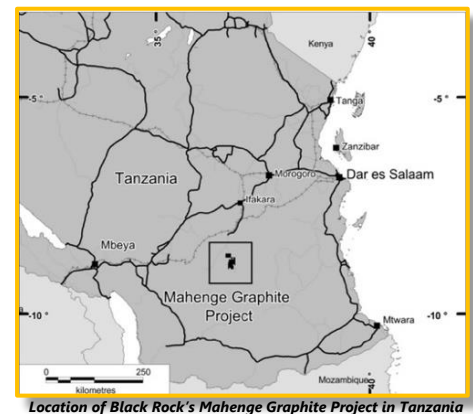 35
40
Kenya
-5
-5
Tanga
Zanzibar
Tanzania
Morogoro
Dar es Salaam
Ifakara
Mbeya
Mahenge Graphite
Project
-10
-10
Mtwara
0
250
kilometres
Mozambique
40
Location of Black Rock's Mahenge Graphite Project in Tanzania